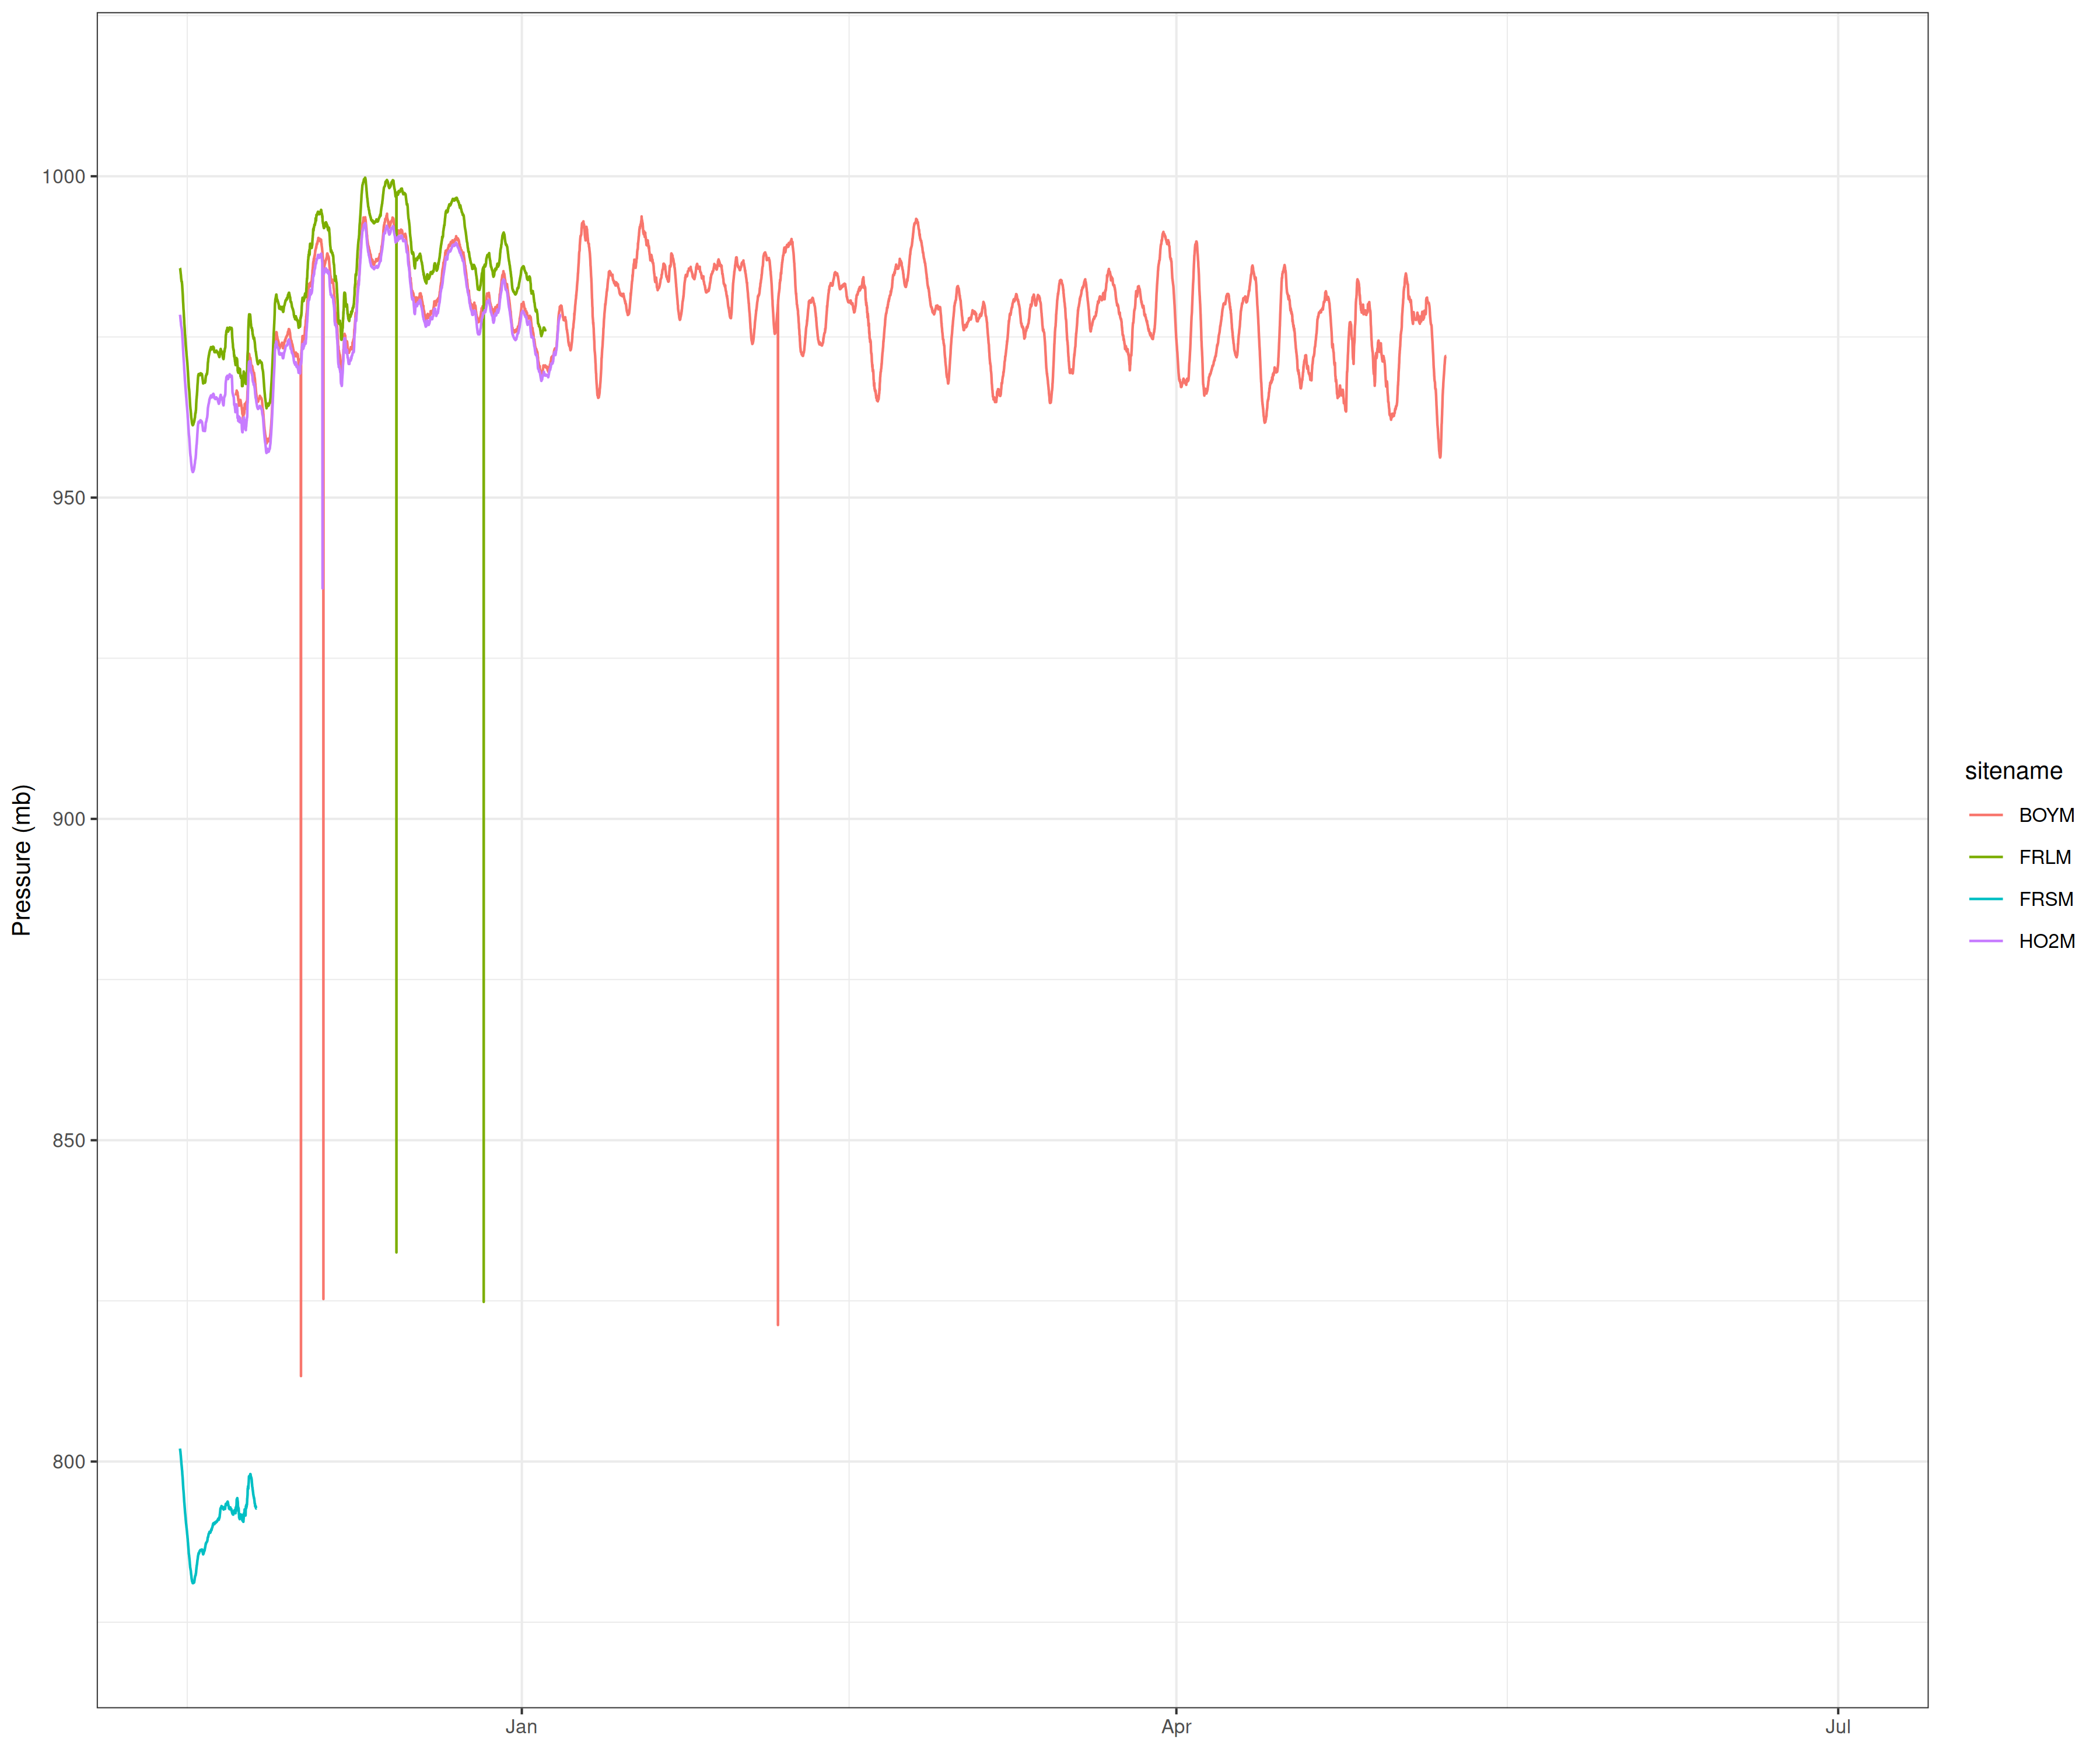 1000
950
900
850
800
Pressure (mb)
Jan
Apr
Jul
sitename
BOYM
FRLM
FRSM
HO2M